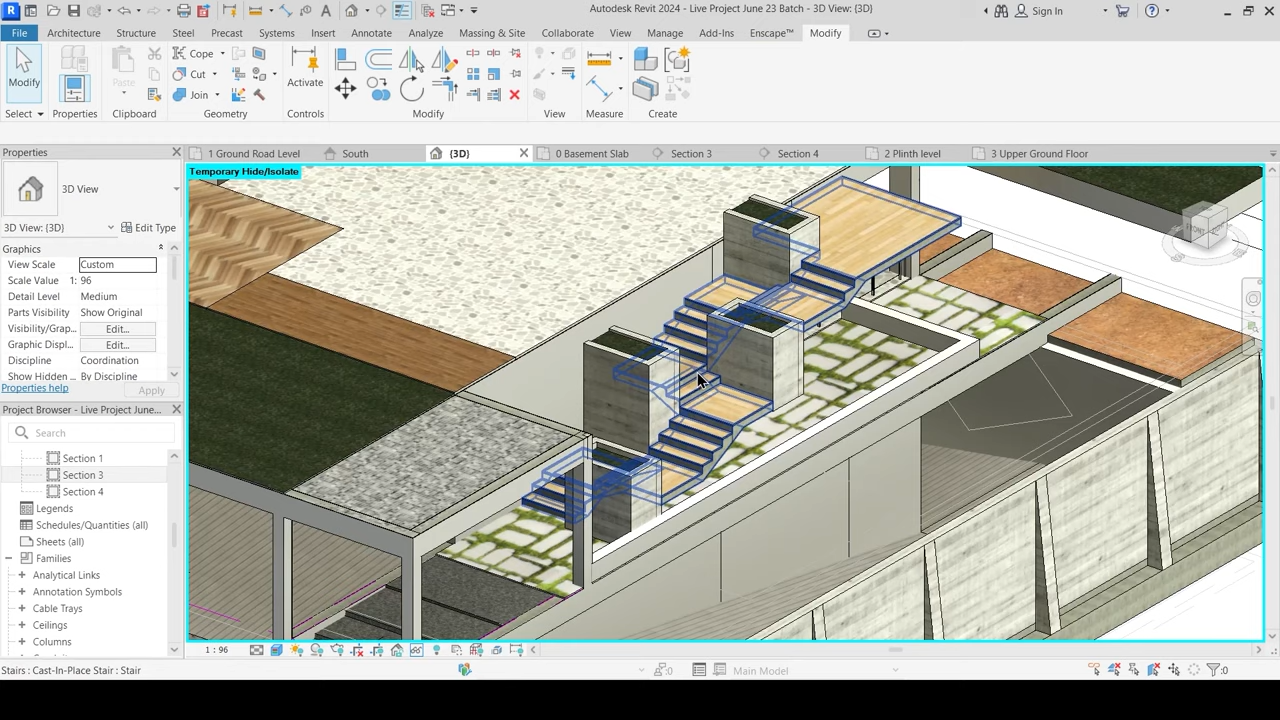 Autodesk Revit 2024 - Live Project June 23 Batch - 3D View: {3D}
Sign In
File Architecture Structure Steel Precast Systems Insert Annotate Analyze Massing & Site Collaborate View Manage Add-Ins Enscape™ Modify
Modify Paste Cope Cut Join Activate
Select Properties Clipboard Geometry Controls Modify View Measure Create
Properties
1 Ground Road Level South {3D} 0 Basement Slab Section 3 Section 4 2 Plinth level 3 Upper Ground Floor
Temporary Hide/Isolate
3D View
3D View: {3D} Edit Type
Graphics
View Scale Custom
Scale Value 1: 96
Detail Level Medium
Parts Visibility Show Original
Visibility/Grap... Edit...
Graphic Displ... Edit...
Discipline Coordination
Show Hidden ... By Discipline
Properties help Apply
Project Browser - Live Project June...
Search
Section 1
Section 3
Section 4
Legends
Schedules/Quantities (all)
Sheets (all)
Families
Analytical Links
Annotation Symbols
Cable Trays
Ceilings
Columns
FRONT
1 : 96
Stairs : Cast-In-Place Stair : Stair
:0
Main Model
:0